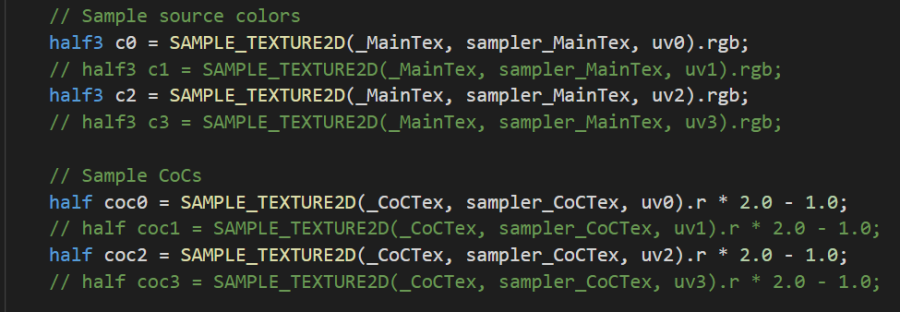 // Sample source colors
half3 c0 = SAMPLE_TEXTURE2D(_MainTex, sampler_MainTex, uv0).rgb;
// half3 c1 = SAMPLE_TEXTURE2D(_MainTex, sampler_MainTex, uv1).rgb;
half3 c2 = SAMPLE_TEXTURE2D(_MainTex, sampler_MainTex, uv2).rgb;
// half3 c3 = SAMPLE_TEXTURE2D(_MainTex, sampler_MainTex, uv3).rgb;
// Sample CoCs
half coc0 = SAMPLE_TEXTURE2D(_CoCTex, sampler_CoCTex, uv0).r * 2.0 - 1.0;
// half coc1 = SAMPLE_TEXTURE2D(_CoCTex, sampler_CoCTex, uv1).r * 2.0 - 1.0;
half coc2 = SAMPLE_TEXTURE2D(_CoCTex, sampler_CoCTex, uv2).r * 2.0 - 1.0;
// half coc3 = SAMPLE_TEXTURE2D(_CoCTex, sampler_CoCTex, uv3).r * 2.0 - 1.0;